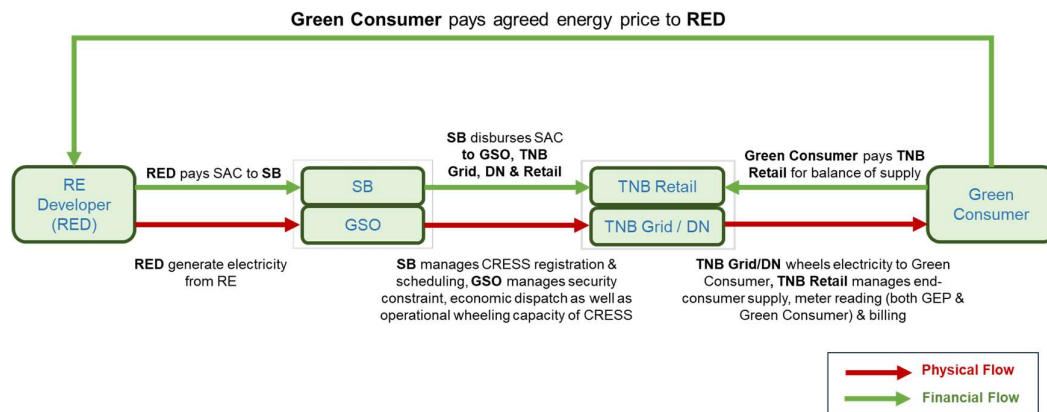 Green Consumer pays agreed energy price to RED
RE
Developer
(RED)
RED pays SAC to SB
SB
GSO
SB disburses SAC
to GSO, TNB
Grid, DN & Retail
TNB Retail
TNB Grid / DN
Green Consumer pays TNB
Retail for balance of supply
Green
Consumer
RED generate electricity
from RE
SB manages CRESS registration &
scheduling, GSO manages security
constraint, economic dispatch as well as
operational wheeling capacity of CRESS
TNB Grid/DN wheels electricity to Green
Consumer, TNB Retail manages end-
consumer supply, meter reading (both GEP &
Green Consumer) & billing
Physical Flow
Financial Flow